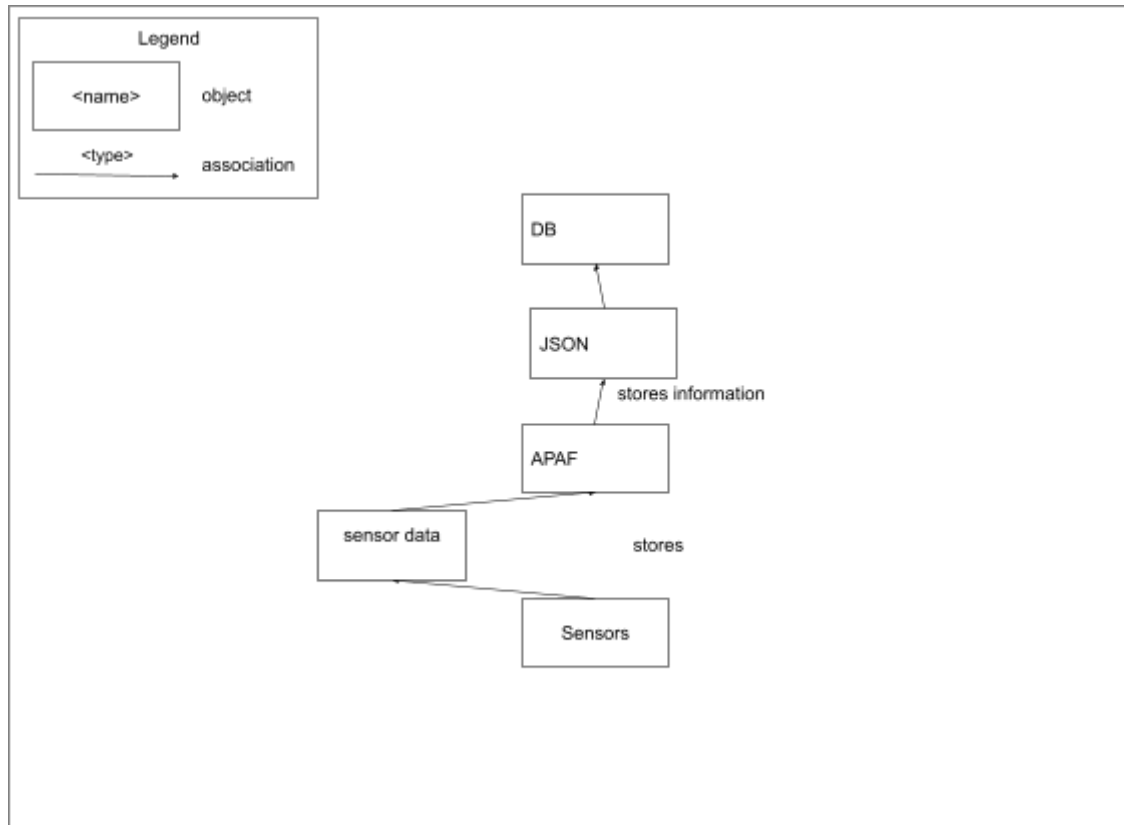 Legend
<name>
object
<type>
association
DB
JSON
stores information
APAF
sensor data
stores
Sensors